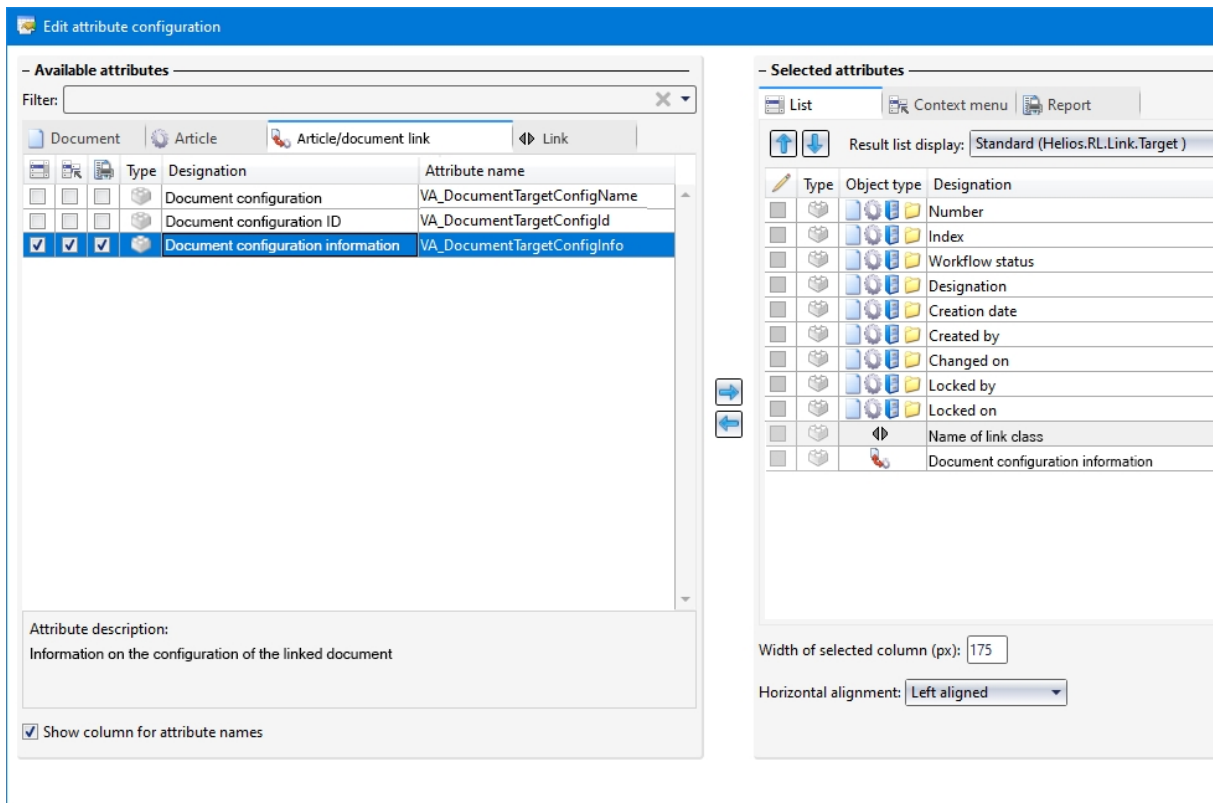 Edit attribute configuration
– Available attributes
Filter:
Document
Article
Article/document link
Link
Type Designation Attribute name
Document configuration VA_DocumentTargetConfigName
Document configuration ID VA_DocumentTargetConfigId
Document configuration information VA_DocumentTargetConfigInfo
Attribute description:
Information on the configuration of the linked document
Show column for attribute names
– Selected attributes
List
Context menu
Report
Result list display: Standard (Helios.RL.Link.Target )
Type Object type Designation
Number
Index
Workflow status
Designation
Creation date
Created by
Changed on
Locked by
Locked on
Name of link class
Document configuration information
Width of selected column (px): 175
Horizontal alignment: Left aligned